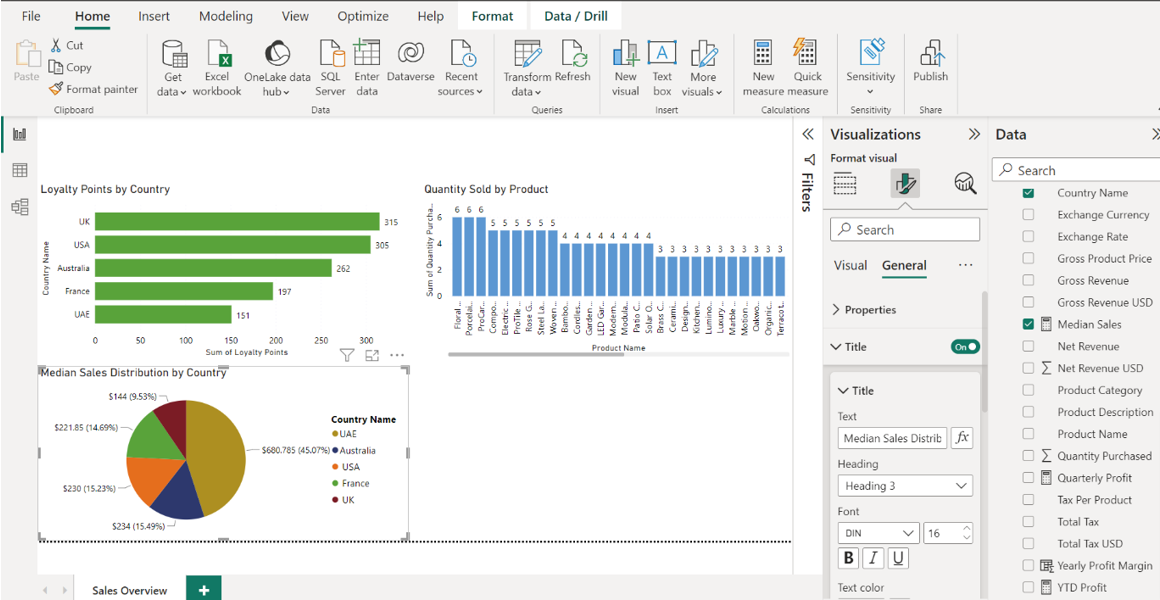 File Home Insert Modeling View Optimize Help Format Data / Drill
Paste
Cut
Copy
Format painter
Clipboard
Get data
Excel workbook
OneLake data hub
SQL Server
Enter data
Dataverse
Recent sources
Data
Transform data
Refresh
Queries
New visual
Text box
More visuals
Insert
New measure
Quick measure
Calculations
Sensitivity
Sensitivity
Publish
Share
Loyalty Points by Country
Country Name
UK 315
USA 305
Australia 262
France 197
UAE 151
0 50 100 150 200 250 300
Sum of Loyalty Points
Quantity Sold by Product
Sum of Quantity Purcha...
6 4 2 0
6 6 6 5 5 5 5 5 5 4 4 4 4 4 4 4 4 3 3 3 3 3 3 3 3 3 3 3
Floral ...
Porcelai...
ProCar...
Compo...
Electric ...
ProTile ...
Rose G...
Steel La...
Woven...
Bambo...
Cordles...
Garden...
LED Gar...
Modern...
Modula...
Patio C...
Solar O...
Brass C...
Cerami...
Design...
Kitchen...
Lumino...
Luxury ...
Marble ...
Motion...
Oakwo...
Organic...
Terracot...
Product Name
Median Sales Distribution by Country
$144 (9.53%)
$221.85 (14.69%)
$680.785 (45.07%)
$230 (15.23%)
$234 (15.49%)
Country Name
UAE
Australia
USA
France
UK
Sales Overview
Filters
Visualizations
Format visual
Search
Visual General
Properties
Title On
Title
Text
Median Sales Distrib
fx
Heading
Heading 3
Font
DIN 16
B I U
Text color
Data
Search
Country Name
Exchange Currency
Exchange Rate
Gross Product Price
Gross Revenue
Gross Revenue USD
Median Sales
Net Revenue
Net Revenue USD
Product Category
Product Description
Product Name
Quantity Purchased
Quarterly Profit
Tax Per Product
Total Tax
Total Tax USD
Yearly Profit Margin
YTD Profit